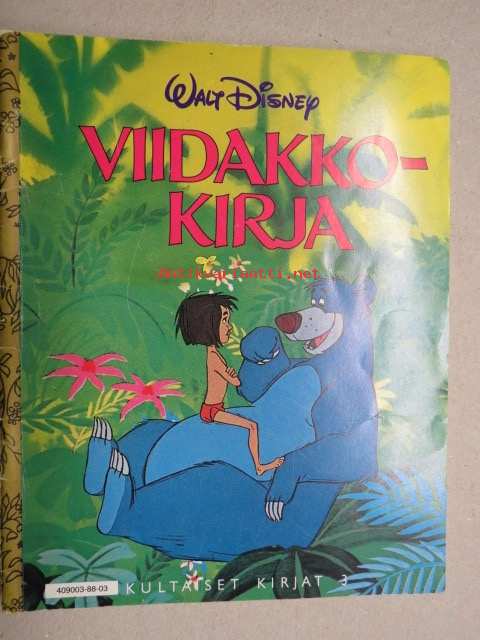 WALT DISNEY
VIIDAKKO-
KIRJA
Antikvariaatti.net
409003-88-03
KULTAISET KIRJAT 3